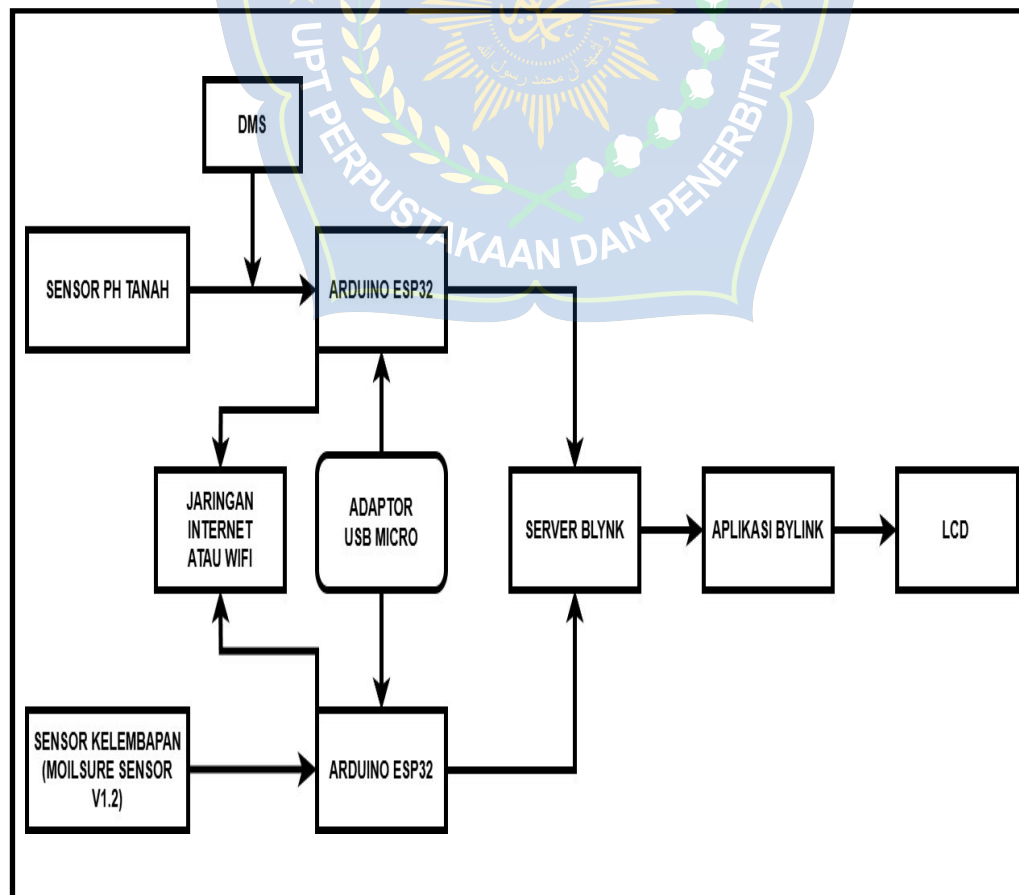 UPT PERPUSTAKAAN DAN PENERBITAN
DMS
SENSOR PH TANAH
ARDUINO ESP32
JARINGAN
INTERNET
ATAU WIFI
ADAPTOR
USB MICRO
SERVER BLYNK
APLIKASI BYLINK
LCD
SENSOR KELEMBAPAN
(MOILSURE SENSOR
V1.2)
ARDUINO ESP32